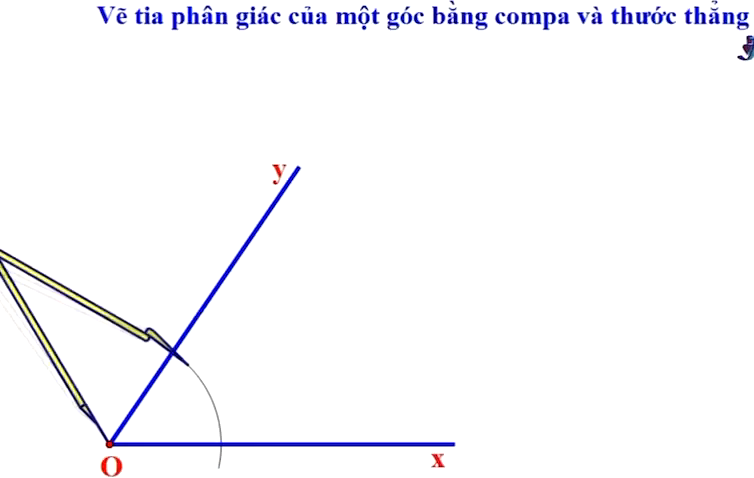 Vẽ tia phân giác của một góc bằng compa và thước thẳng
y
O
x